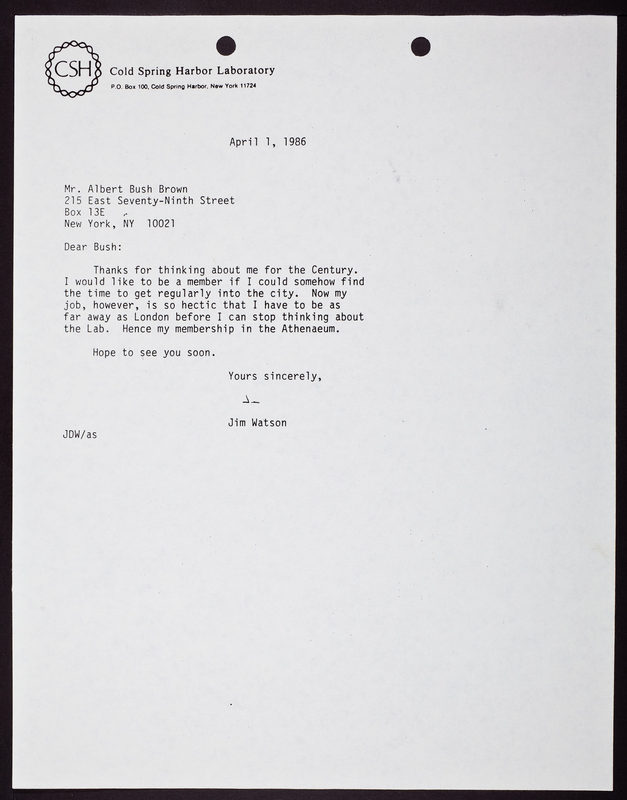 CSH
Cold Spring Harbor Laboratory
P.O. Box 100, Cold Spring Harbor, New York 11724
April 1, 1986
Mr. Albert Bush Brown
215 East Seventy-Ninth Street
Box 13E
New York, NY  10021
Dear Bush:
Thanks for thinking about me for the Century.
I would like to be a member if I could somehow find
the time to get regularly into the city.  Now my
job, however, is so hectic that I have to be as
far away as London before I can stop thinking about
the Lab.  Hence my membership in the Athenaeum.
Hope to see you soon.
Yours sincerely,
Jim Watson
JDW/as